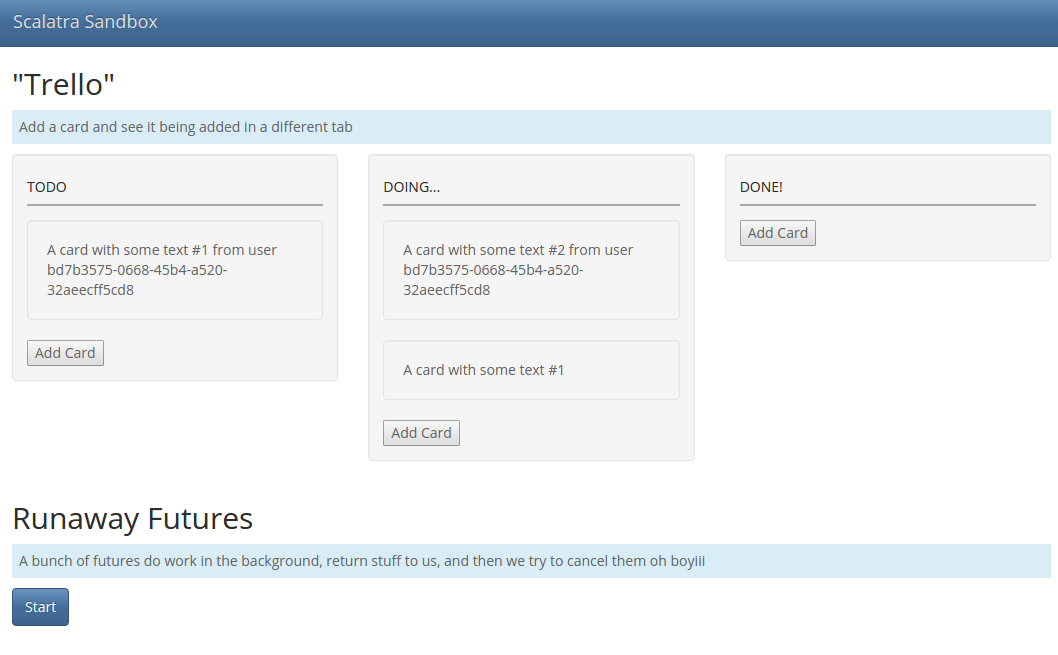 Scalatra Sandbox
"Trello"
Add a card and see it being added in a different tab
TODO
A card with some text #1 from user
bd7b3575-0668-45b4-a520-
32aeecff5cd8
Add Card
DOING...
A card with some text #2 from user
bd7b3575-0668-45b4-a520-
32aeecff5cd8
A card with some text #1
Add Card
DONE!
Add Card
Runaway Futures
A bunch of futures do work in the background, return stuff to us, and then we try to cancel them oh boyiii
Start